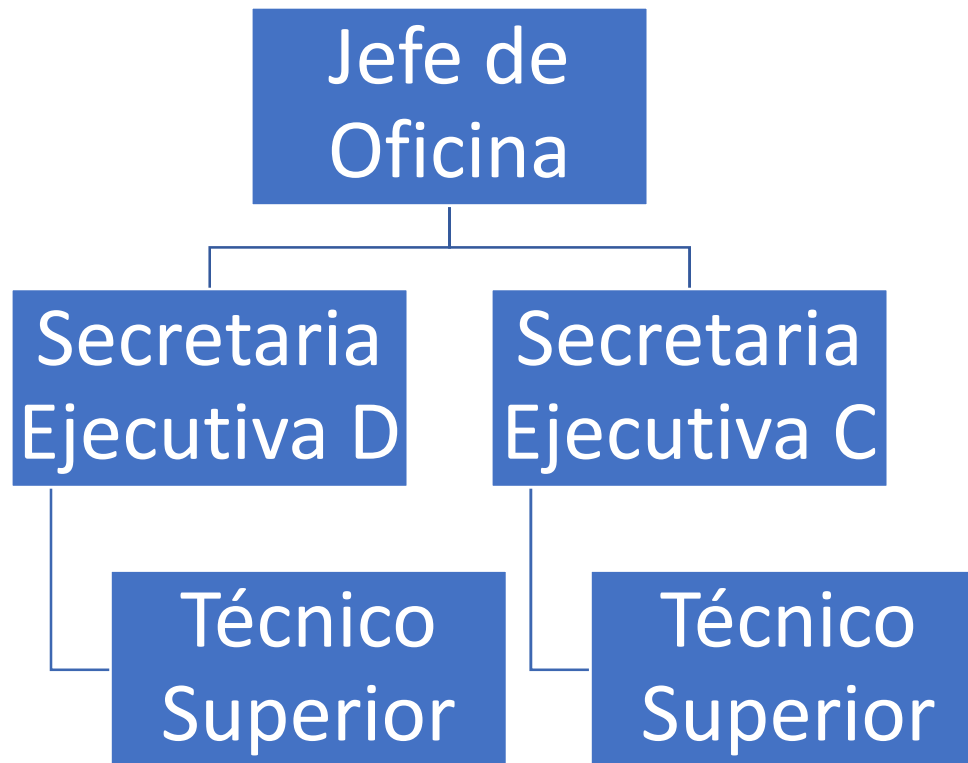 Jefe de
Oficina
Secretaria
Ejecutiva D
Secretaria
Ejecutiva C
Técnico
Superior
Técnico
Superior